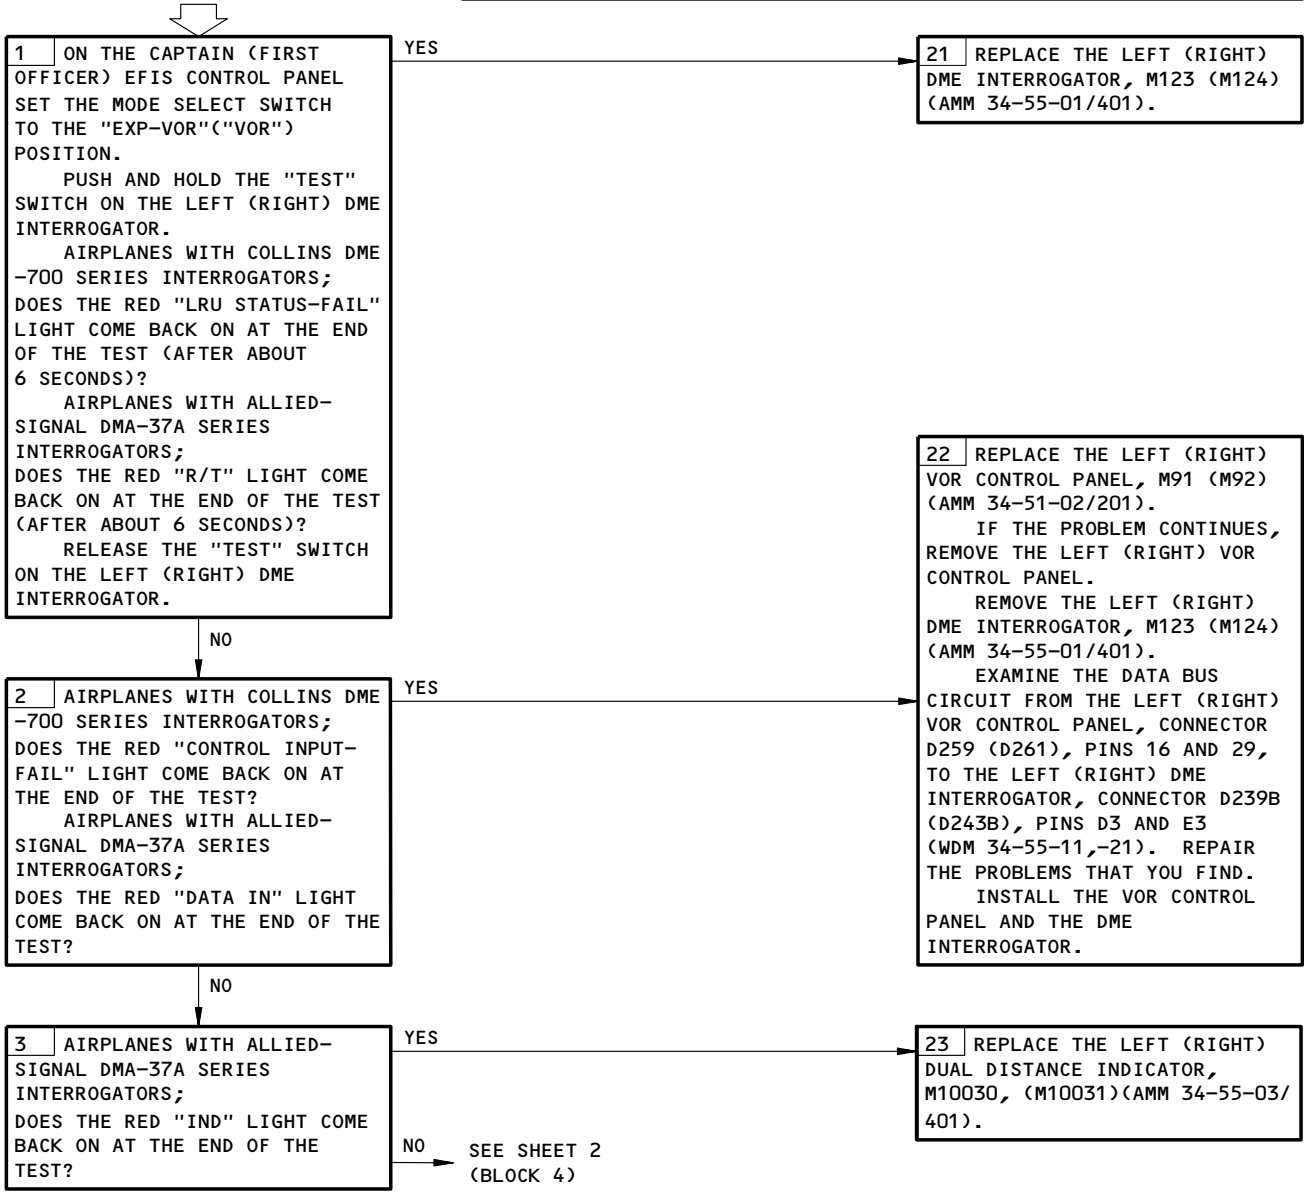 1 ON THE CAPTAIN (FIRST
OFFICER) EFIS CONTROL PANEL
SET THE MODE SELECT SWITCH
TO THE "EXP-VOR"("VOR")
POSITION.
PUSH AND HOLD THE "TEST"
SWITCH ON THE LEFT (RIGHT) DME
INTERROGATOR.
AIRPLANES WITH COLLINS DME
-700 SERIES INTERROGATORS;
DOES THE RED "LRU STATUS-FAIL"
LIGHT COME BACK ON AT THE END
OF THE TEST (AFTER ABOUT
6 SECONDS)?
AIRPLANES WITH ALLIED-
SIGNAL DMA-37A SERIES
INTERROGATORS;
DOES THE RED "R/T" LIGHT COME
BACK ON AT THE END OF THE TEST
(AFTER ABOUT 6 SECONDS)?
RELEASE THE "TEST" SWITCH
ON THE LEFT (RIGHT) DME
INTERROGATOR.
YES
21 REPLACE THE LEFT (RIGHT)
DME INTERROGATOR, M123 (M124)
(AMM 34-55-01/401).
NO
2 AIRPLANES WITH COLLINS DME
-700 SERIES INTERROGATORS;
DOES THE RED "CONTROL INPUT-
FAIL" LIGHT COME BACK ON AT
THE END OF THE TEST?
AIRPLANES WITH ALLIED-
SIGNAL DMA-37A SERIES
INTERROGATORS;
DOES THE RED "DATA IN" LIGHT
COME BACK ON AT THE END OF THE
TEST?
YES
22 REPLACE THE LEFT (RIGHT)
VOR CONTROL PANEL, M91 (M92)
(AMM 34-51-02/201).
IF THE PROBLEM CONTINUES,
REMOVE THE LEFT (RIGHT) VOR
CONTROL PANEL.
REMOVE THE LEFT (RIGHT)
DME INTERROGATOR, M123 (M124)
(AMM 34-55-01/401).
EXAMINE THE DATA BUS
CIRCUIT FROM THE LEFT (RIGHT)
VOR CONTROL PANEL, CONNECTOR
D259 (D261), PINS 16 AND 29,
TO THE LEFT (RIGHT) DME
INTERROGATOR, CONNECTOR D239B
(D243B), PINS D3 AND E3
(WDM 34-55-11,-21). REPAIR
THE PROBLEMS THAT YOU FIND.
INSTALL THE VOR CONTROL
PANEL AND THE DME
INTERROGATOR.
NO
3 AIRPLANES WITH ALLIED-
SIGNAL DMA-37A SERIES
INTERROGATORS;
DOES THE RED "IND" LIGHT COME
BACK ON AT THE END OF THE
TEST?
YES
23 REPLACE THE LEFT (RIGHT)
DUAL DISTANCE INDICATOR,
M10030, (M10031)(AMM 34-55-03/
401).
NO
SEE SHEET 2
(BLOCK 4)